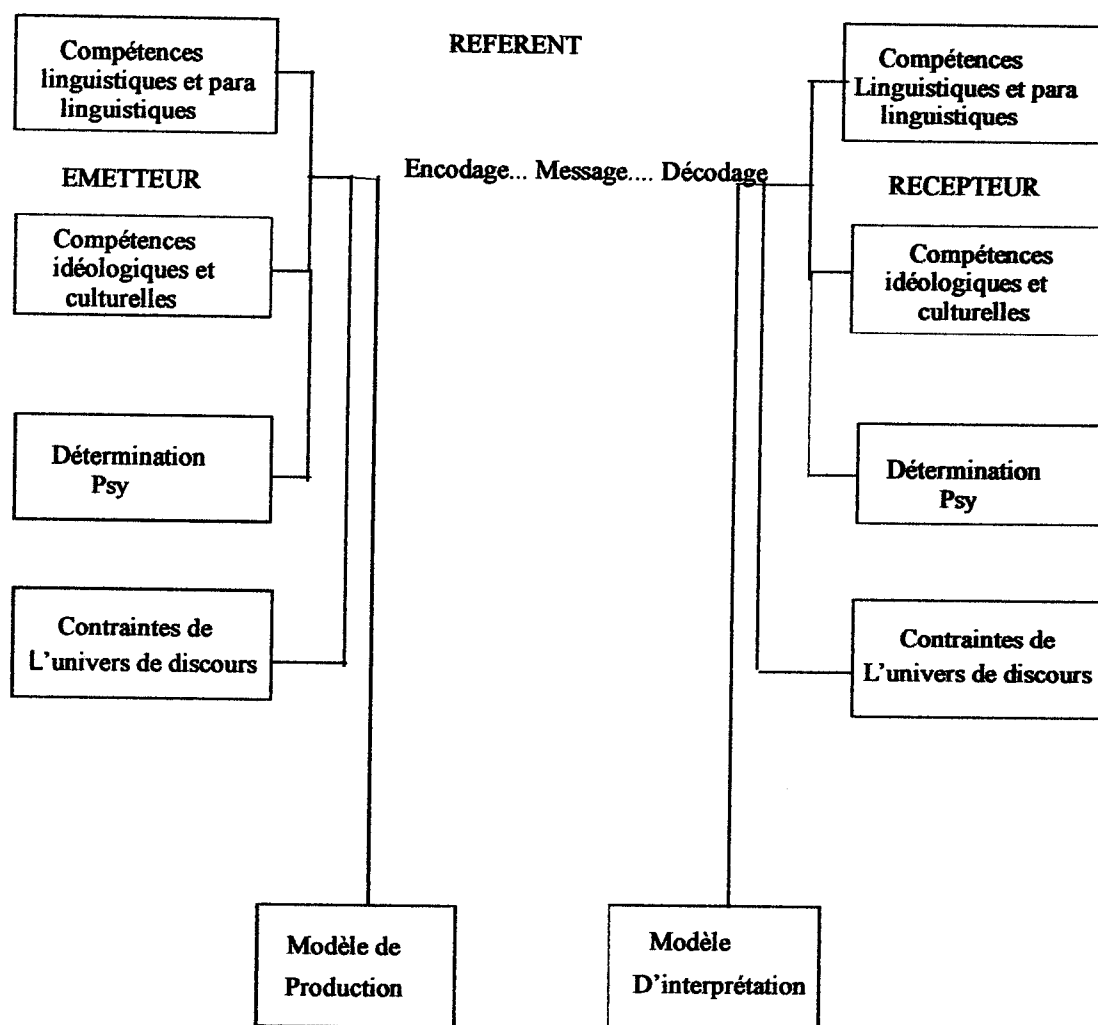 REFERENT
Compétences
linguistiques et para
linguistiques
Compétences
Linguistiques et para
linguistiques
EMETTEUR
Encodage... Message.... Décodage
RECEPTEUR
Compétences
idéologiques et
culturelles
Compétences
idéologiques et
culturelles
Détermination
Psy
Détermination
Psy
Contraintes de
L'univers de discours
Contraintes de
L'univers de discours
Modèle de
Production
Modèle
D'interprétation